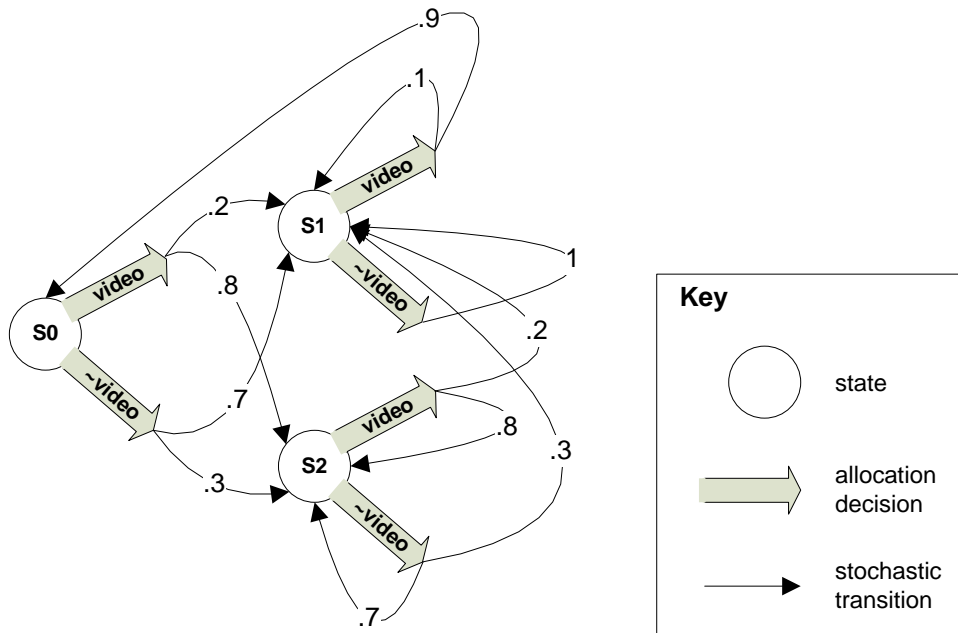 .9
.1
video
.2
S1
~video
1
video
.8
S0
~video
.7
.2
video
.8
S2
.3
.3
~video
.7
Key
state
allocation
decision
stochastic
transition